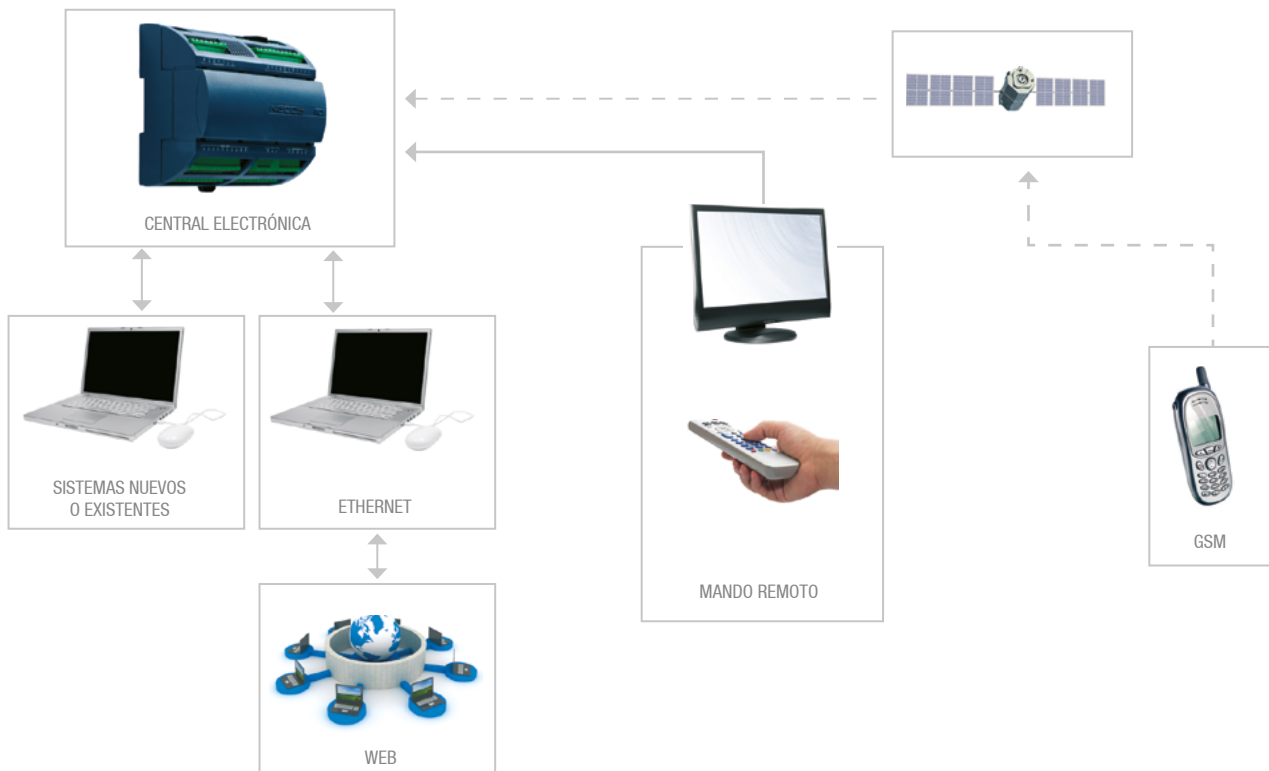 CENTRAL ELECTRÓNICA
SISTEMAS NUEVOS
O EXISTENTES
ETHERNET
MANDO REMOTO
GSM
WEB